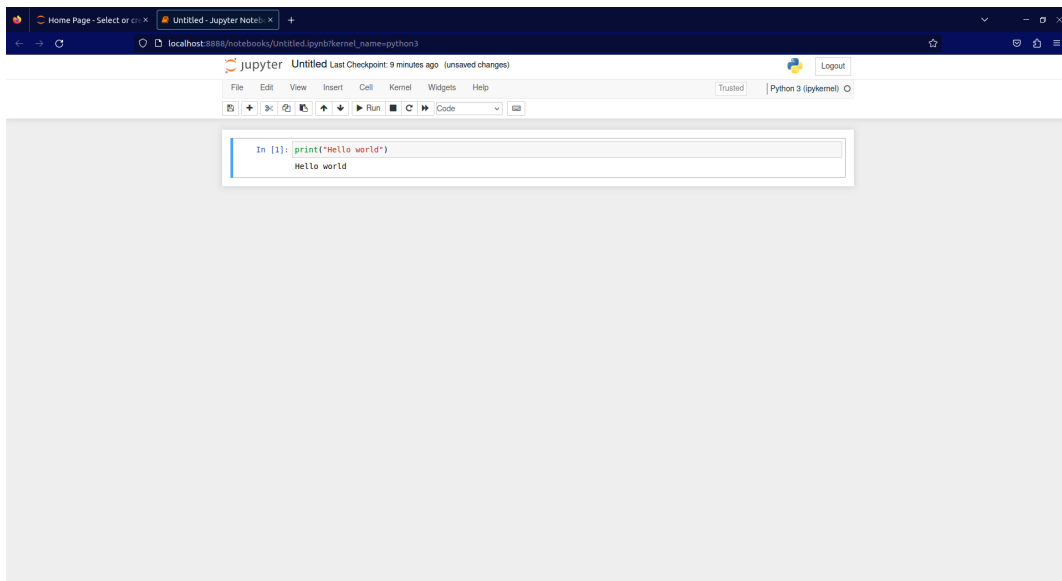 Home Page - Select or cre
Untitled - Jupyter Notebo
localhost:8888/notebooks/Untitled.ipynb?kernel_name=python3
jupyter Untitled Last Checkpoint: 9 minutes ago (unsaved changes)
Logout
File Edit View Insert Cell Kernel Widgets Help
Trusted Python 3 (ipykernel)
Run Code
In [1]: print("Hello world")
Hello world